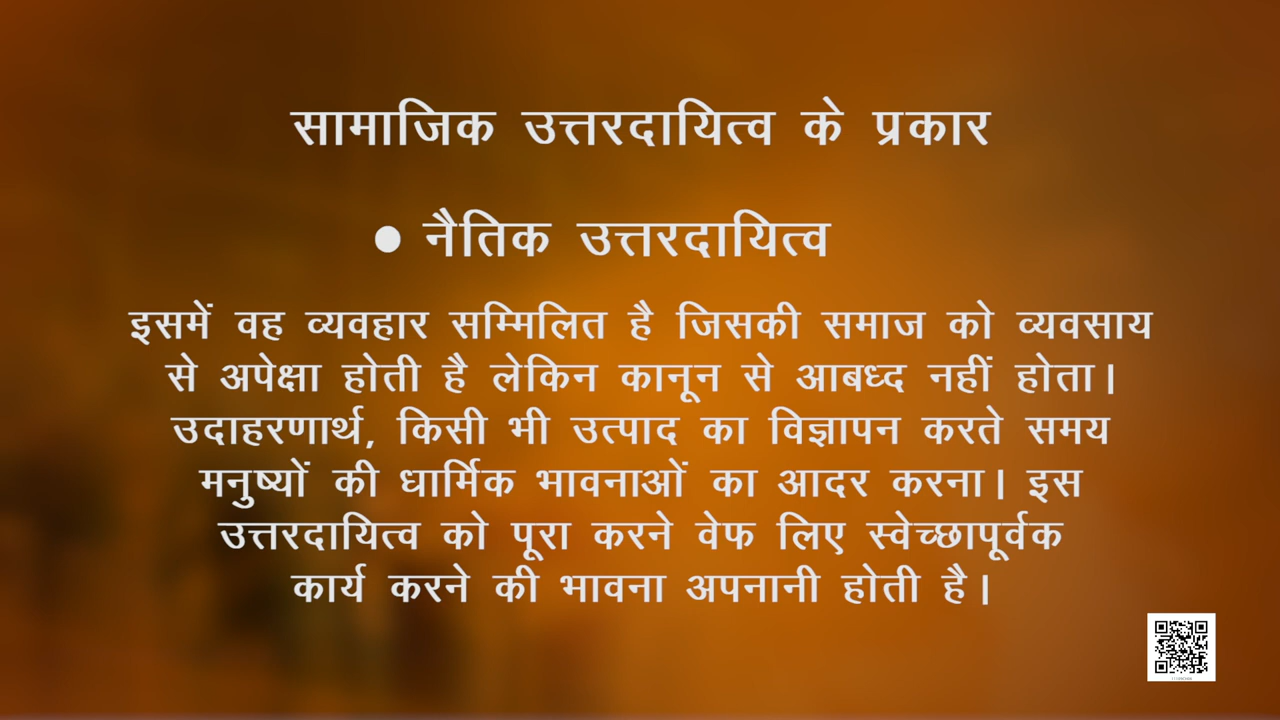 सामाजिक उत्तरदायित्व के प्रकार
● नैतिक उत्तरदायित्व
इसमें वह व्यवहार सम्मिलित है जिसकी समाज को व्यवसाय
से अपेक्षा होती है लेकिन कानून से आबध्द नहीं होता।
उदाहरणार्थ, किसी भी उत्पाद का विज्ञापन करते समय
मनुष्यों की धार्मिक भावनाओं का आदर करना। इस
उत्तरदायित्व को पूरा करने वेफ लिए स्वेच्छापूर्वक
कार्य करने की भावना अपनानी होती है।